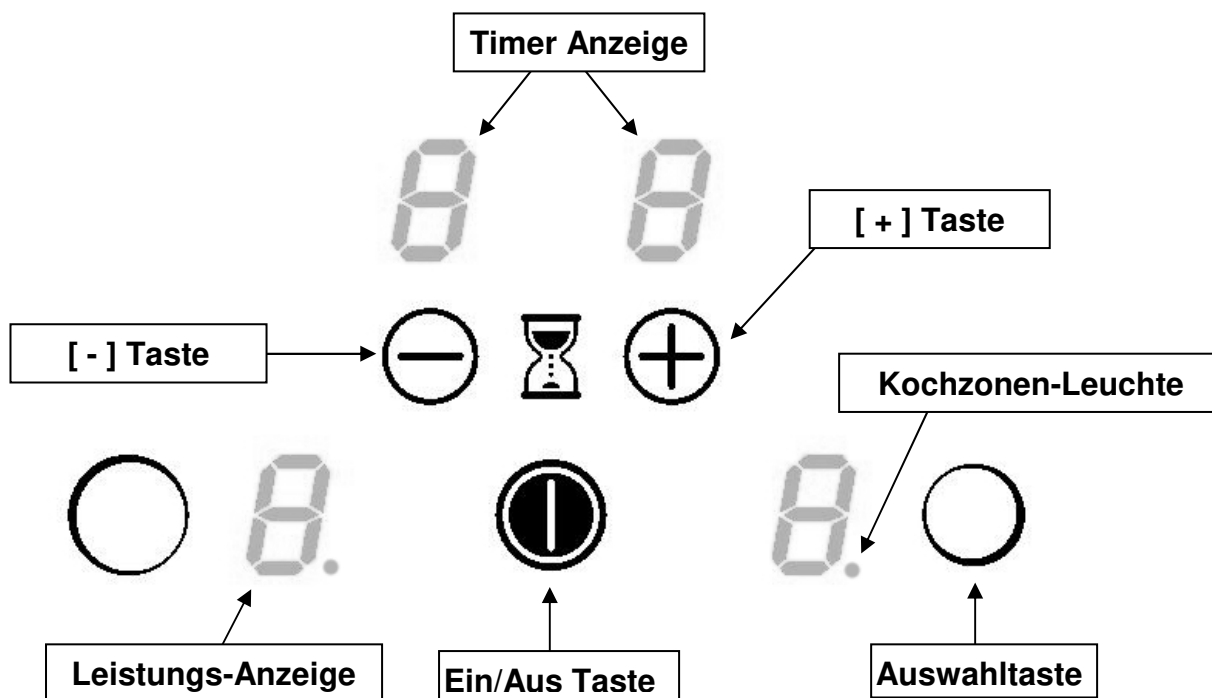 Timer Anzeige
[ + ] Taste
[ - ] Taste
Kochzonen-Leuchte
Leistungs-Anzeige
Ein/Aus Taste
Auswahltaste